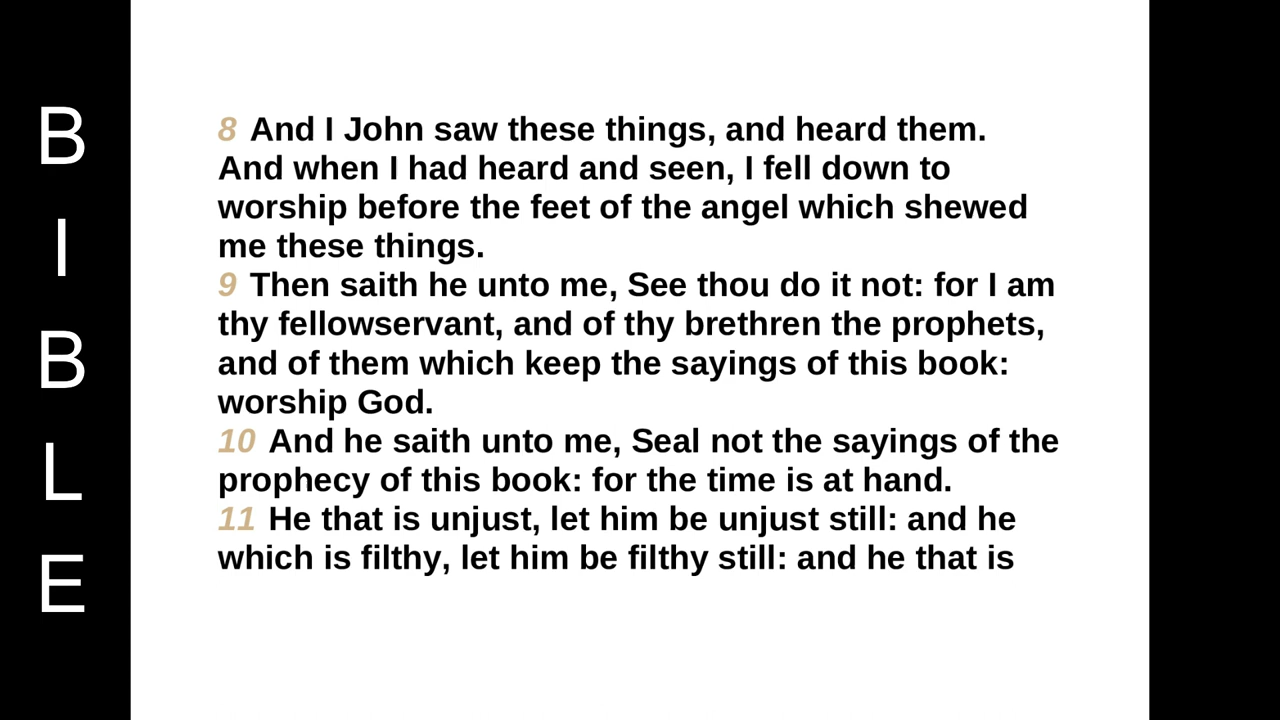 B
I
B
L
E
8 And I John saw these things, and heard them.
And when I had heard and seen, I fell down to
worship before the feet of the angel which shewed
me these things.
9 Then saith he unto me, See thou do it not: for I am
thy fellowservant, and of thy brethren the prophets,
and of them which keep the sayings of this book:
worship God.
10 And he saith unto me, Seal not the sayings of the
prophecy of this book: for the time is at hand.
11 He that is unjust, let him be unjust still: and he
which is filthy, let him be filthy still: and he that is